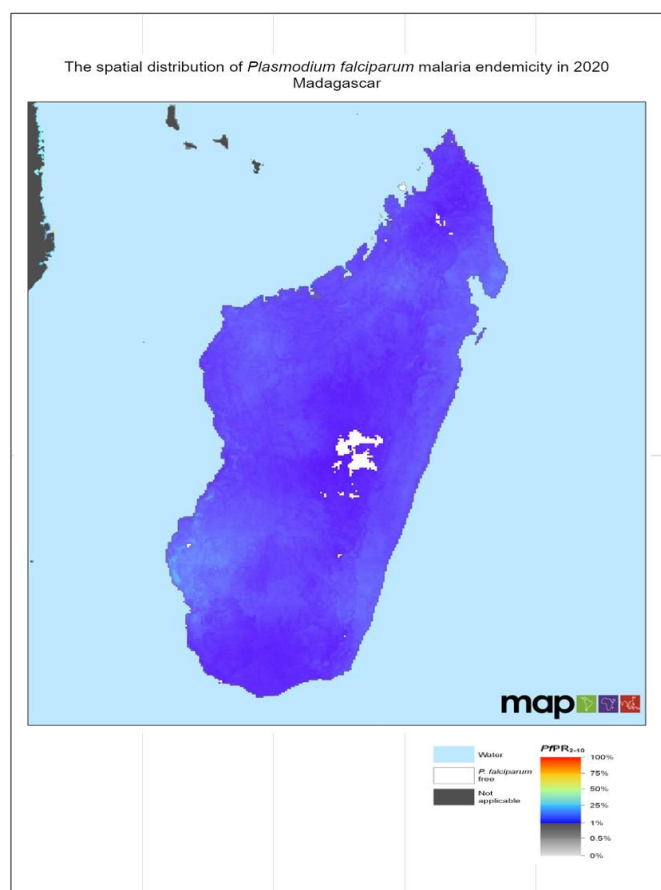 The spatial distribution of Plasmodium falciparum malaria endemicity in 2020
Madagascar
map
Water
P. falciparum
free
Not
applicable
PfPR2-10
100%
75%
50%
25%
1%
0.5%
0%